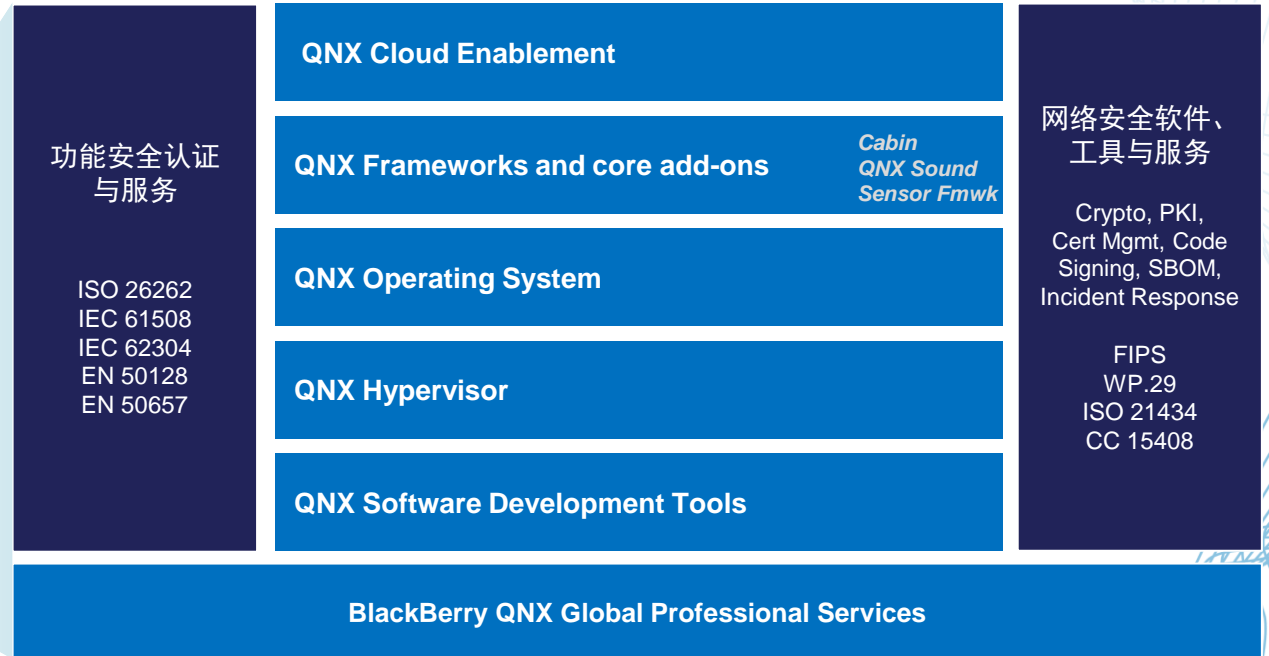 功能安全认证
与服务
ISO 26262
IEC 61508
IEC 62304
EN 50128
EN 50657
QNX Cloud Enablement
QNX Frameworks and core add-ons
Cabin
QNX Sound
Sensor Fmwk
QNX Operating System
QNX Hypervisor
QNX Software Development Tools
网络安全软件、
工具与服务
Crypto, PKI,
Cert Mgmt, Code
Signing, SBOM,
Incident Response
FIPS
WP.29
ISO 21434
CC 15408
BlackBerry QNX Global Professional Services